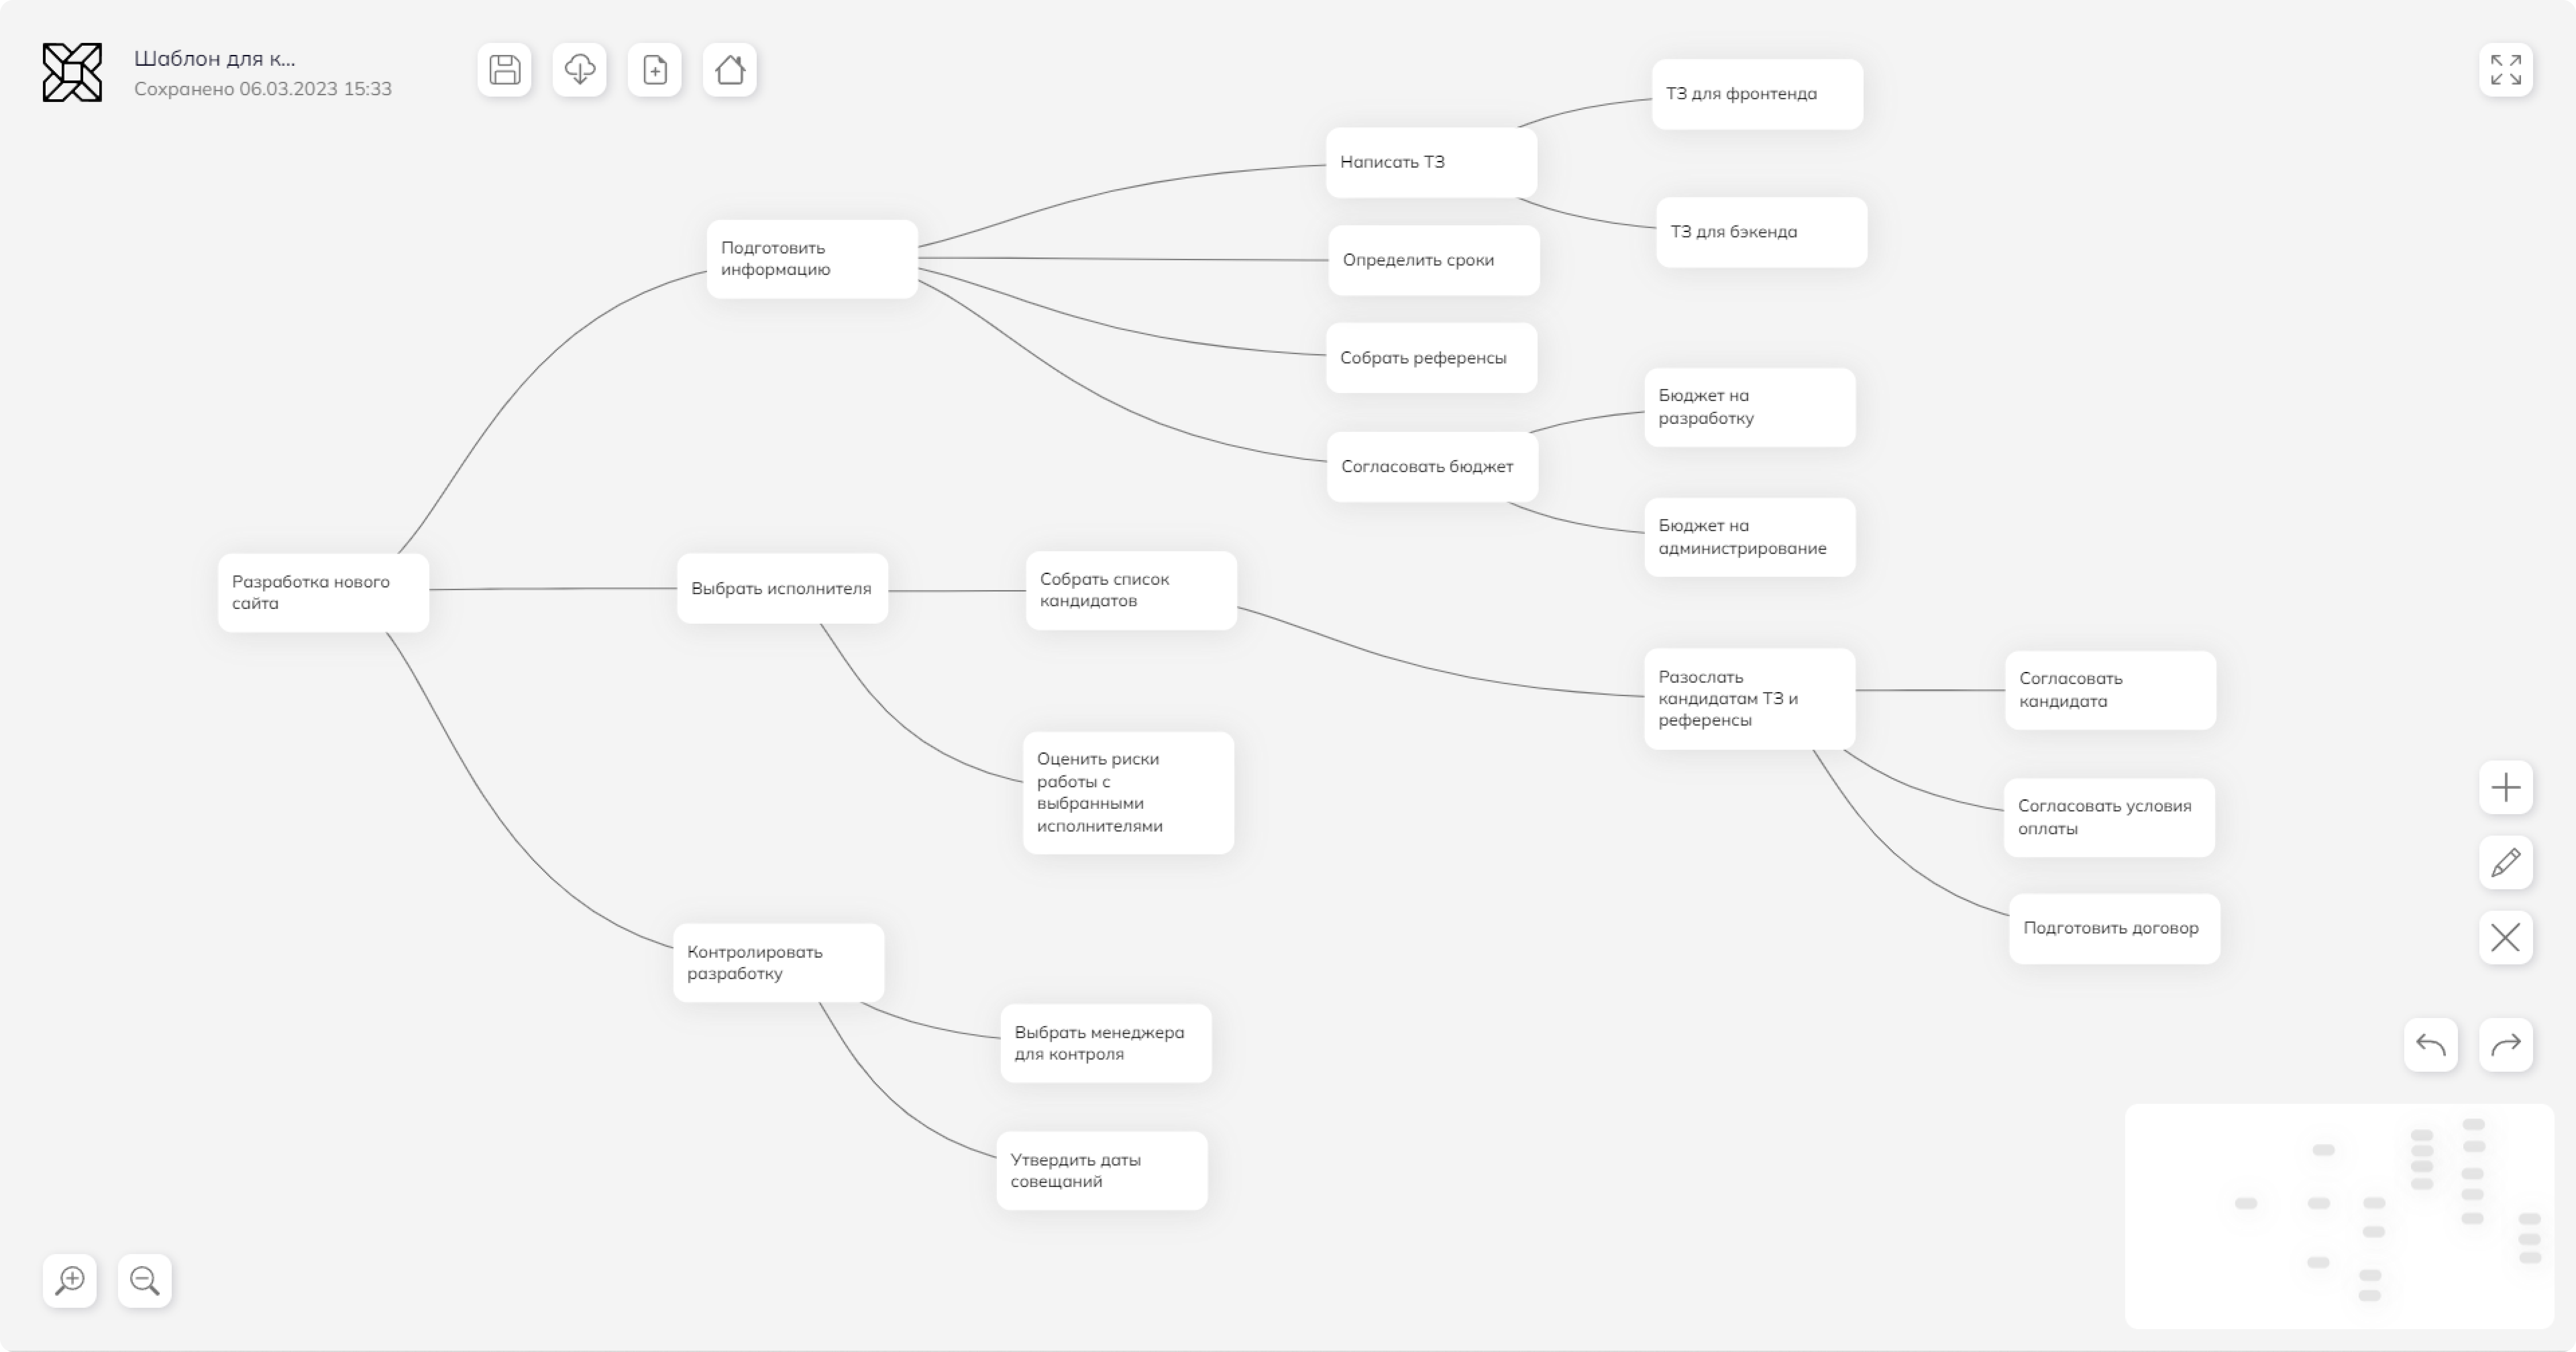 Шаблон для к...
Сохранено 06.03.2023 15:33
ТЗ для фронтенда
Написать ТЗ
ТЗ для бэкенда
Подготовить
информацию
Определить сроки
Собрать референсы
Бюджет на
разработку
Согласовать бюджет
Бюджет на
администрирование
Разработка нового
сайта
Выбрать исполнителя
Собрать список
кандидатов
Разослать
кандидатам ТЗ и
референсы
Согласовать
кандидата
Оценить риски
работы с
выбранными
исполнителями
Согласовать условия
оплаты
Подготовить договор
Контролировать
разработку
Выбрать менеджера
для контроля
Утвердить даты
совещаний